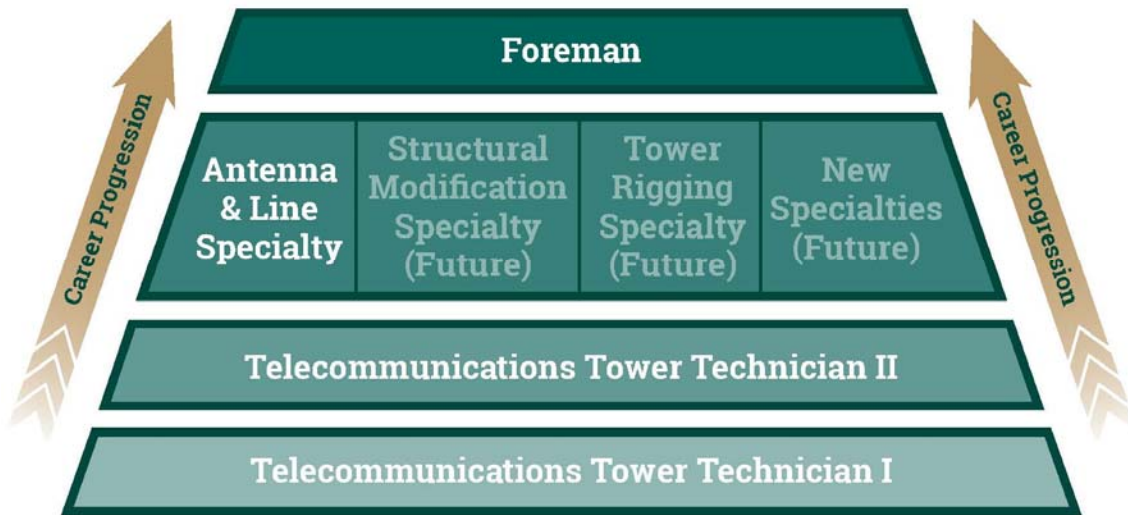 Foreman
Career Progression
Career Progression
Antenna
& Line
Specialty
Structural
Modification
Specialty
(Future)
Tower
Rigging
Specialty
(Future)
New
Specialties
(Future)
Telecommunications Tower Technician II
Telecommunications Tower Technician I